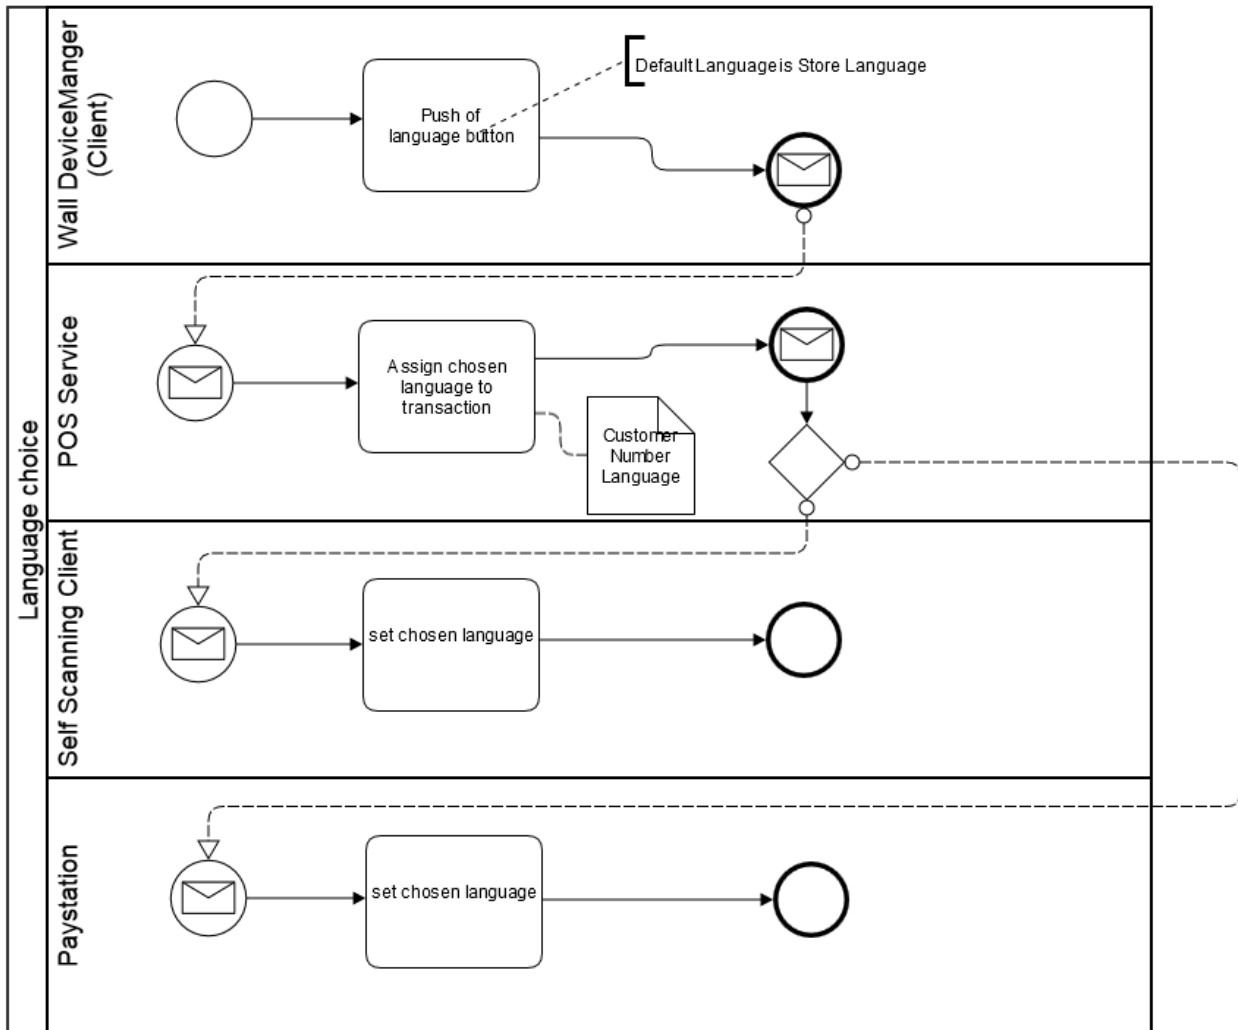 Language choice
Wall DeviceManger
(Client)
Push of
language button
Default Language is Store Language
POS Service
Assign chosen
language to
transaction
Customer
Number
Language
Self Scanning Client
set chosen language
Paystation
set chosen language